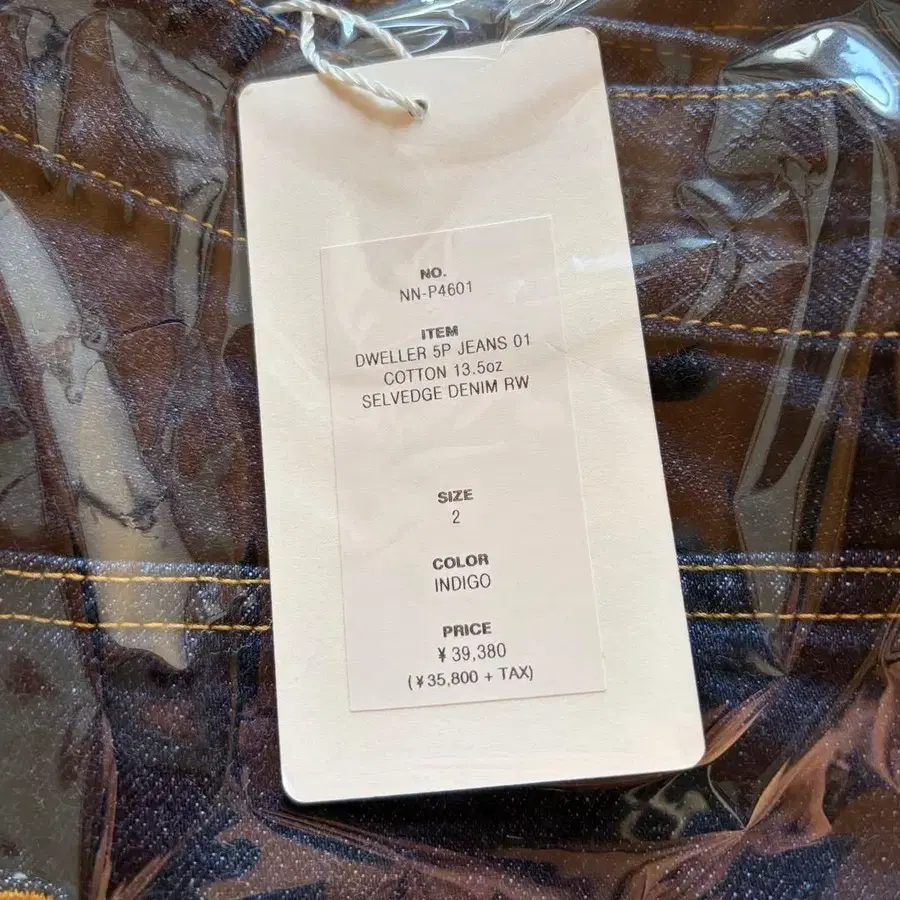 NO.
NN-P4601
ITEM
DWELLER 5P JEANS 01
COTTON 13.5oz
SELVEDGE DENIM RW
SIZE
2
COLOR
INDIGO
PRICE
¥39,380
(¥35,800 + TAX)